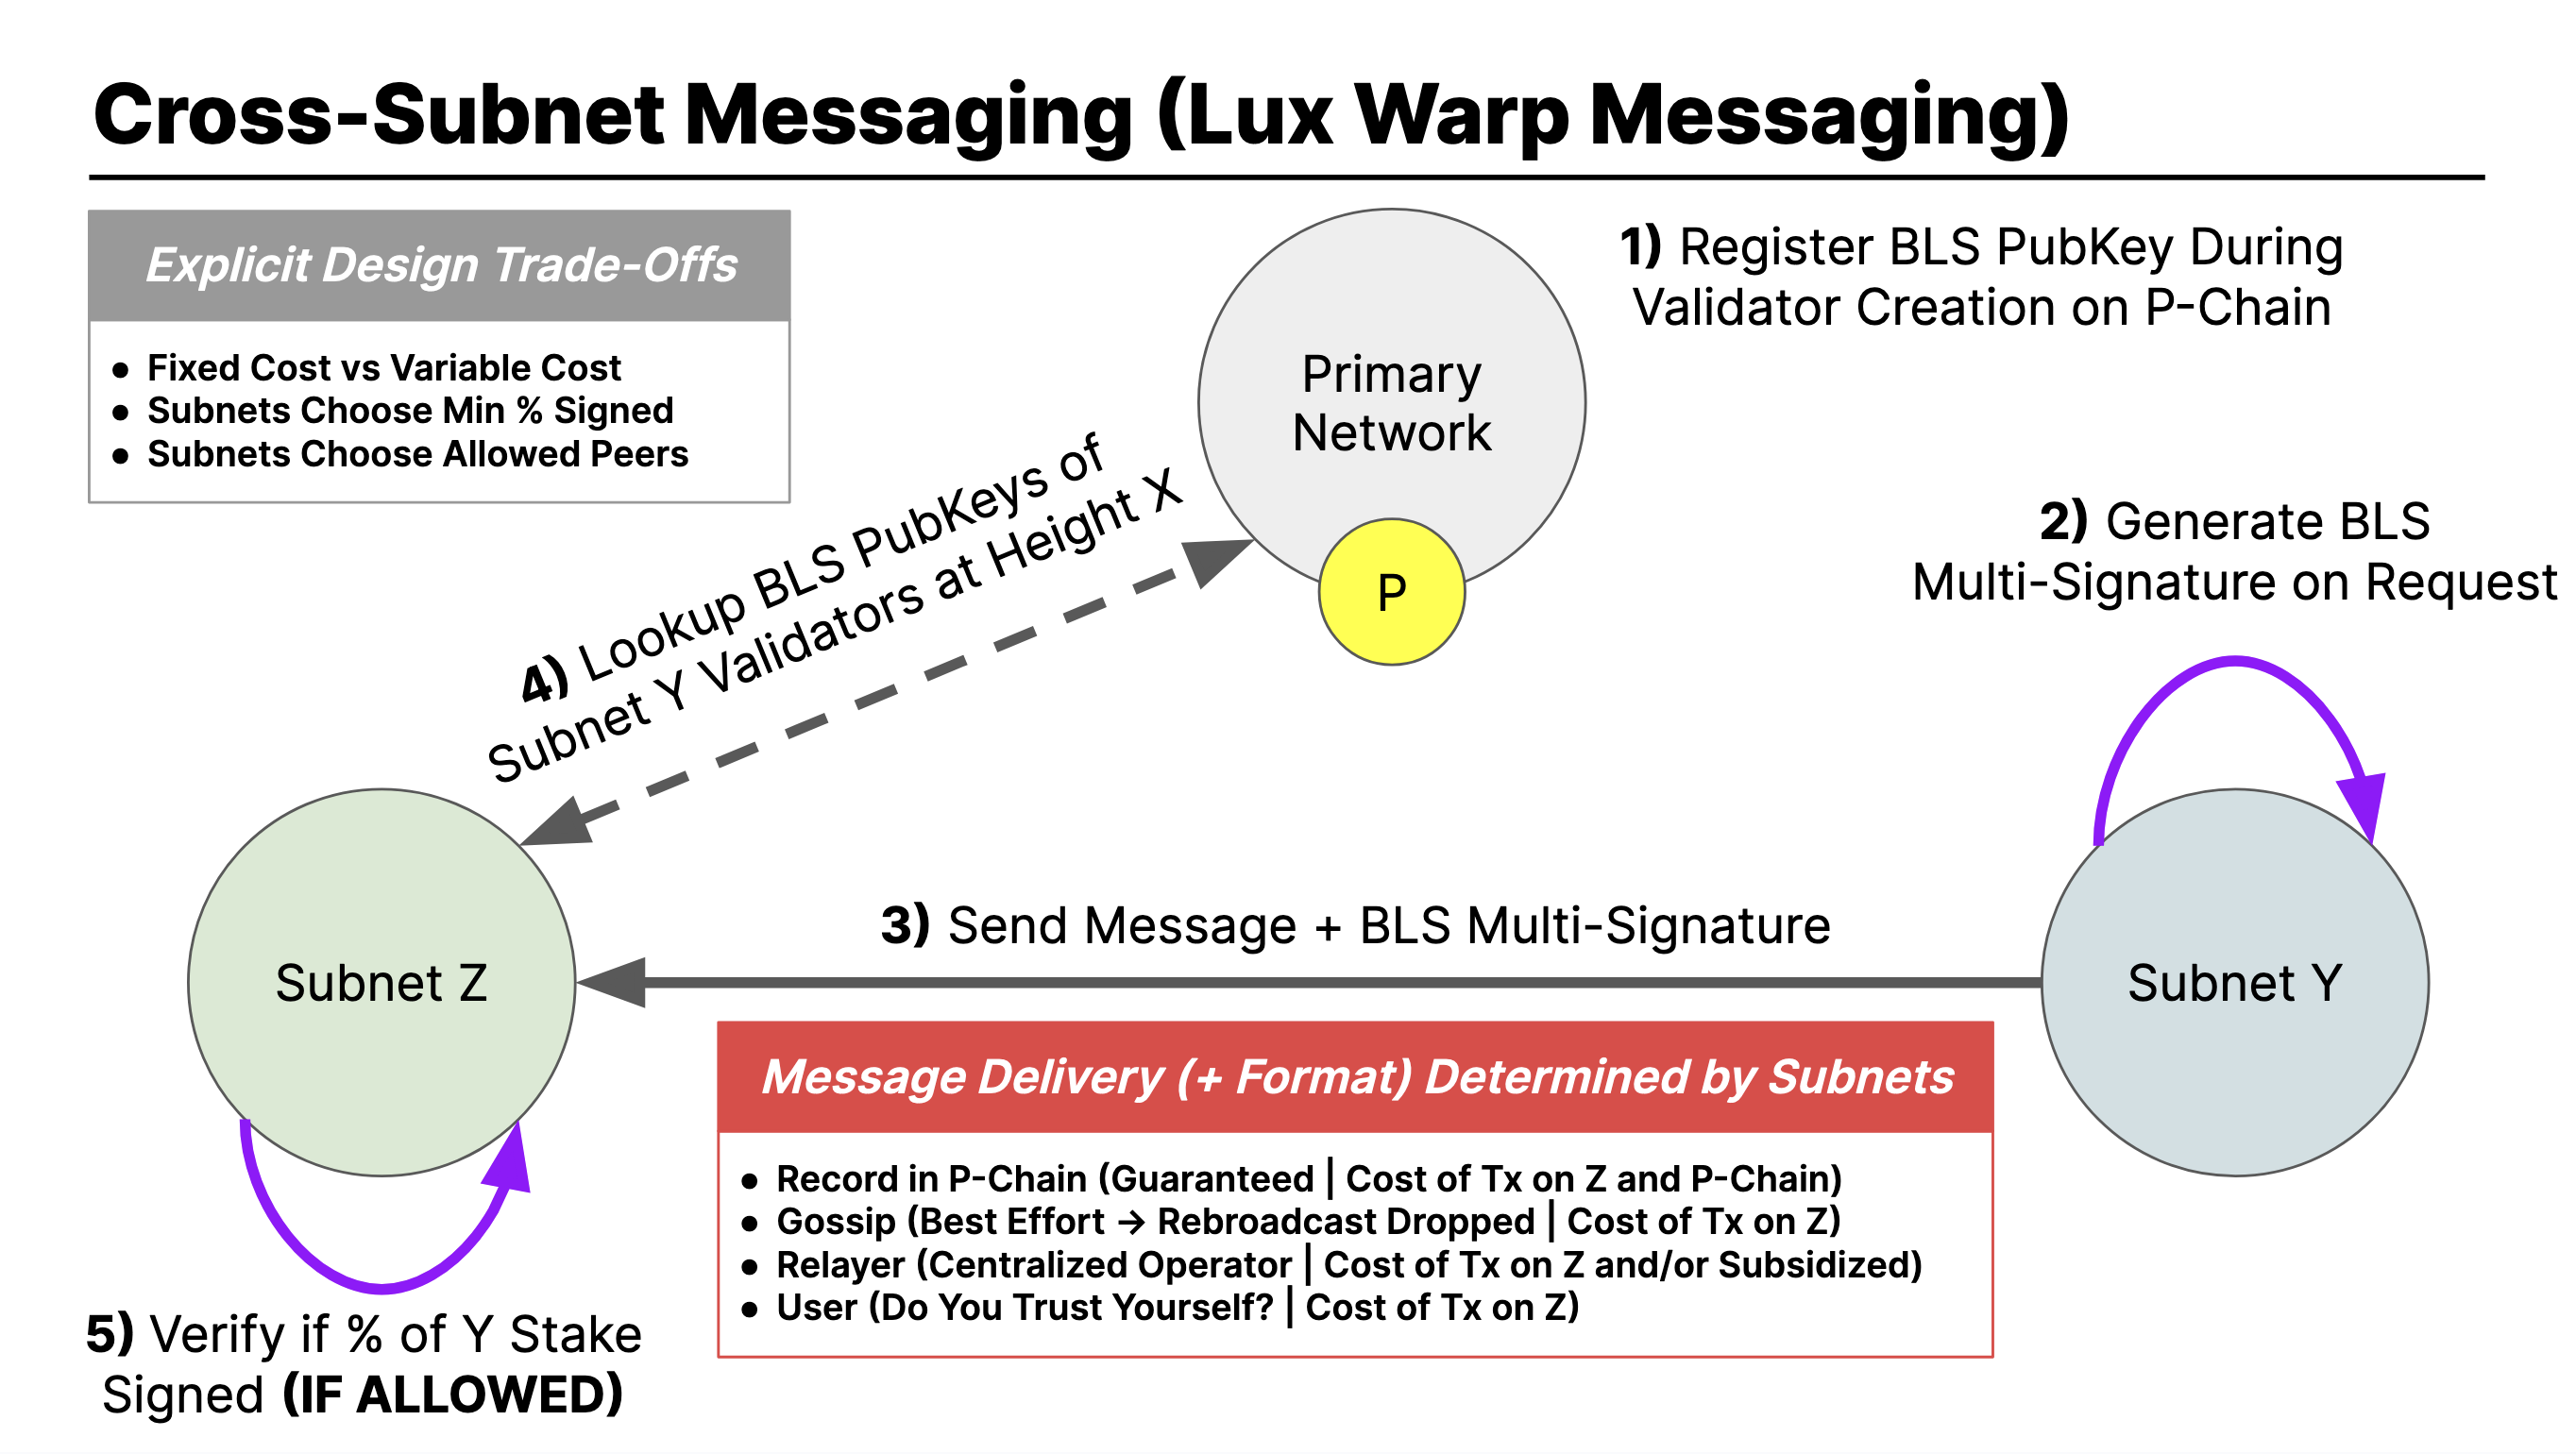 Cross-Subnet Messaging (Lux Warp Messaging)
Explicit Design Trade-Offs
● Fixed Cost vs Variable Cost
● Subnets Choose Min % Signed
● Subnets Choose Allowed Peers
Primary
Network
P
1) Register BLS PubKey During
Validator Creation on P-Chain
2) Generate BLS
Multi-Signature on Request
4) Lookup BLS PubKeys of
Subnet Y Validators at Height X
3) Send Message + BLS Multi-Signature
Subnet Z
Subnet Y
Message Delivery (+ Format) Determined by Subnets
● Record in P-Chain (Guaranteed | Cost of Tx on Z and P-Chain)
● Gossip (Best Effort → Rebroadcast Dropped | Cost of Tx on Z)
● Relayer (Centralized Operator | Cost of Tx on Z and/or Subsidized)
● User (Do You Trust Yourself? | Cost of Tx on Z)
5) Verify if % of Y Stake
Signed (IF ALLOWED)